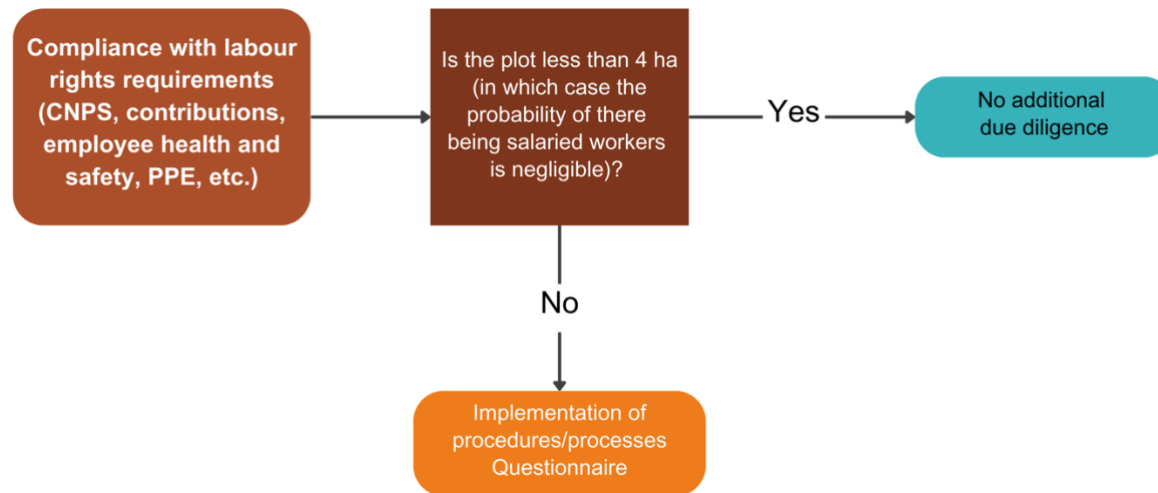 Compliance with labour
rights requirements
(CNPS, contributions,
employee health and
safety, PPE, etc.)
Is the plot less than 4 ha
(in which case the
probability of there
being salaried workers
is negligible)?
Yes
No additional
due diligence
No
Implementation of
procedures/processes
Questionnaire